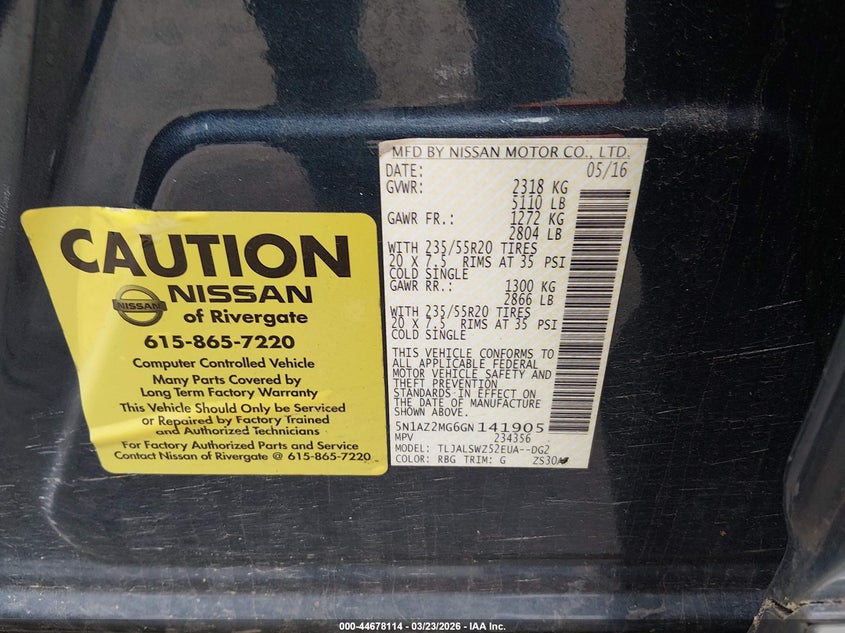 CAUTION
NISSAN
NISSAN
of Rivergate
615-865-7220
Computer Controlled Vehicle
Many Parts Covered by
Long Term Factory Warranty
This Vehicle Should Only be Serviced
or Repaired by Factory Trained
and Authorized Technicians
For Factory Authorized Parts and Service
Contact Nissan of Rivergate @ 615-865-7220
MFD BY NISSAN MOTOR CO., LTD.
DATE: 05/16
GVWR: 2318 KG
5110 LB
GAWR FR.: 1272 KG
2804 LB
WITH 235/55R20 TIRES
20 X 7.5 RIMS AT 35 PSI
COLD SINGLE
GAWR RR.: 1300 KG
2866 LB
WITH 235/55R20 TIRES
20 X 7.5 RIMS AT 35 PSI
COLD SINGLE
THIS VEHICLE CONFORMS TO
ALL APPLICABLE FEDERAL
MOTOR VEHICLE SAFETY AND
THEFT PREVENTION
STANDARDS IN EFFECT ON
THE DATE OF MANUFACTURE
SHOWN ABOVE.
5N1AZ2MG6GN141905
MPV 234356
MODEL: TLJALSWZ52EUA--DG2
COLOR: RBG TRIM: G
000-44678114 - 03/23/2026 - IAA Inc.